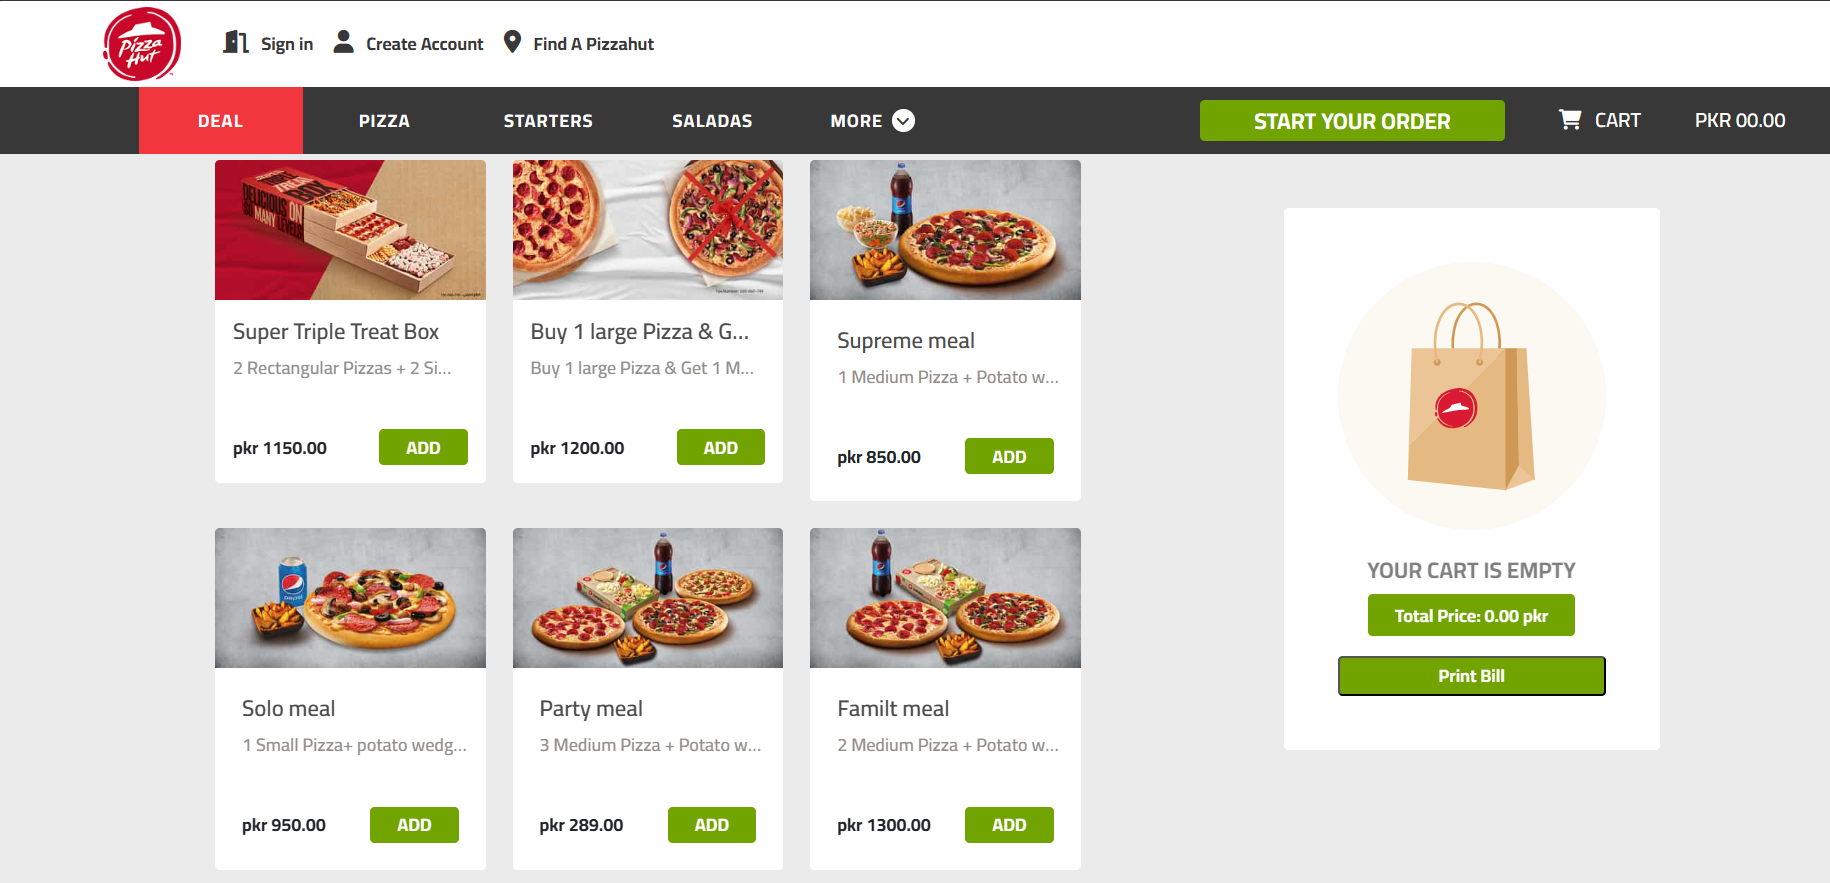 Pizza
Hut
Sign in
Create Account
Find A Pizzahut
DEAL
PIZZA
STARTERS
SALADAS
MORE
START YOUR ORDER
CART
PKR 00.00
DELICIOUS ON
SO MANY LEVELS
Super Triple Treat Box
2 Rectangular Pizzas + 2 Si...
pkr 1150.00
ADD
Buy 1 large Pizza & G...
Buy 1 large Pizza & Get 1 M...
pkr 1200.00
ADD
Supreme meal
1 Medium Pizza + Potato w...
pkr 850.00
ADD
YOUR CART IS EMPTY
Total Price: 0.00 pkr
Print Bill
pepsi
Solo meal
1 Small Pizza+ potato wedg...
pkr 950.00
ADD
Party meal
3 Medium Pizza + Potato w...
pkr 289.00
ADD
Familt meal
2 Medium Pizza + Potato w...
pkr 1300.00
ADD